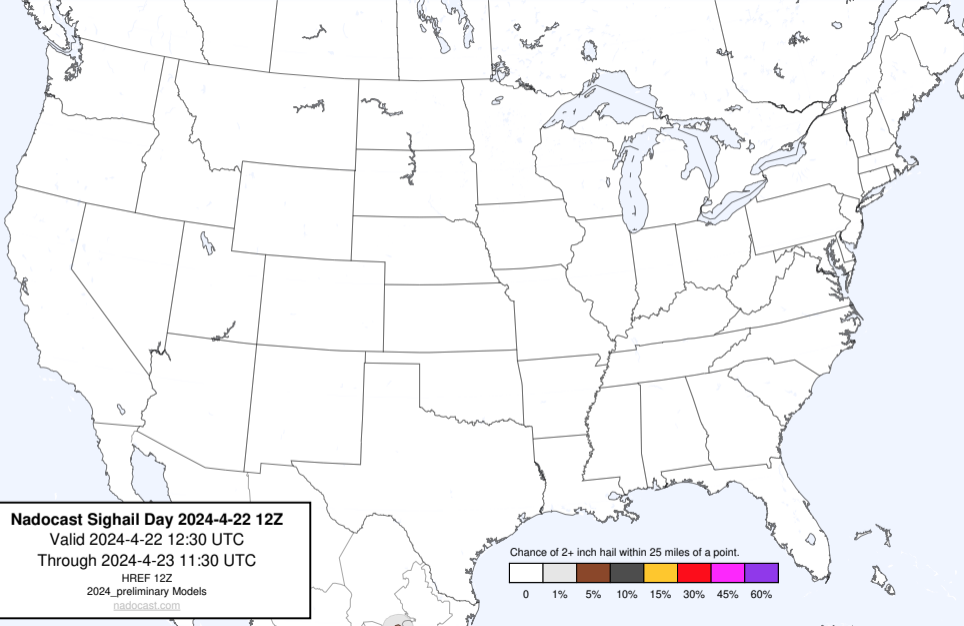 Nadocast Sighail Day 2024-4-22 12Z
Valid 2024-4-22 12:30 UTC
Through 2024-4-23 11:30 UTC
HREF 12Z
2024_preliminary Models
nadocast.com
Chance of 2+ inch hail within 25 miles of a point.
0 1% 5% 10% 15% 30% 45% 60%